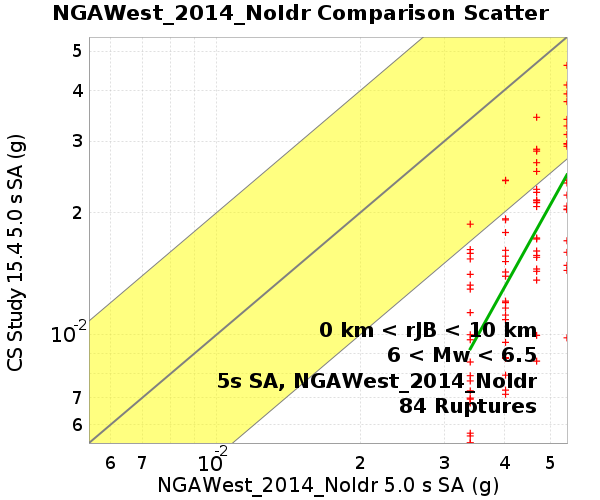 NGAWest_2014_NoIdr Comparison Scatter
CS Study 15.4 5.0 s SA (g)
5
4
3
2
10-2
7
6
0 km < rJB < 10 km
6 < Mw < 6.5
5s SA, NGAWest_2014_NoIdr
84 Ruptures
6 7 10-2 2 3 4 5
NGAWest_2014_NoIdr 5.0 s SA (g)